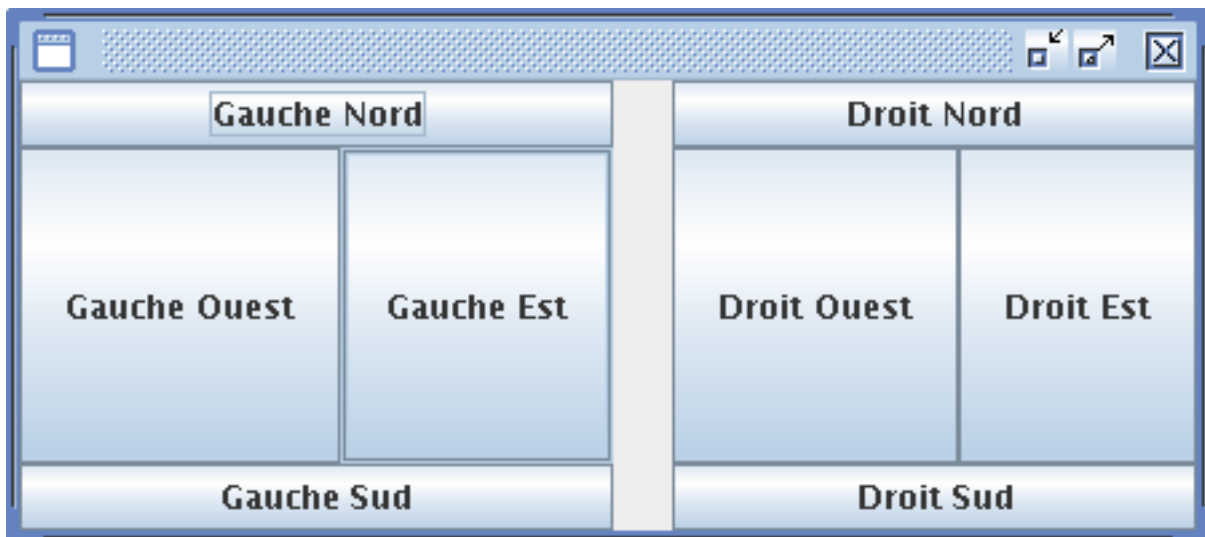 Gauche Nord
Droit Nord
Gauche Ouest
Gauche Est
Droit Ouest
Droit Est
Gauche Sud
Droit Sud